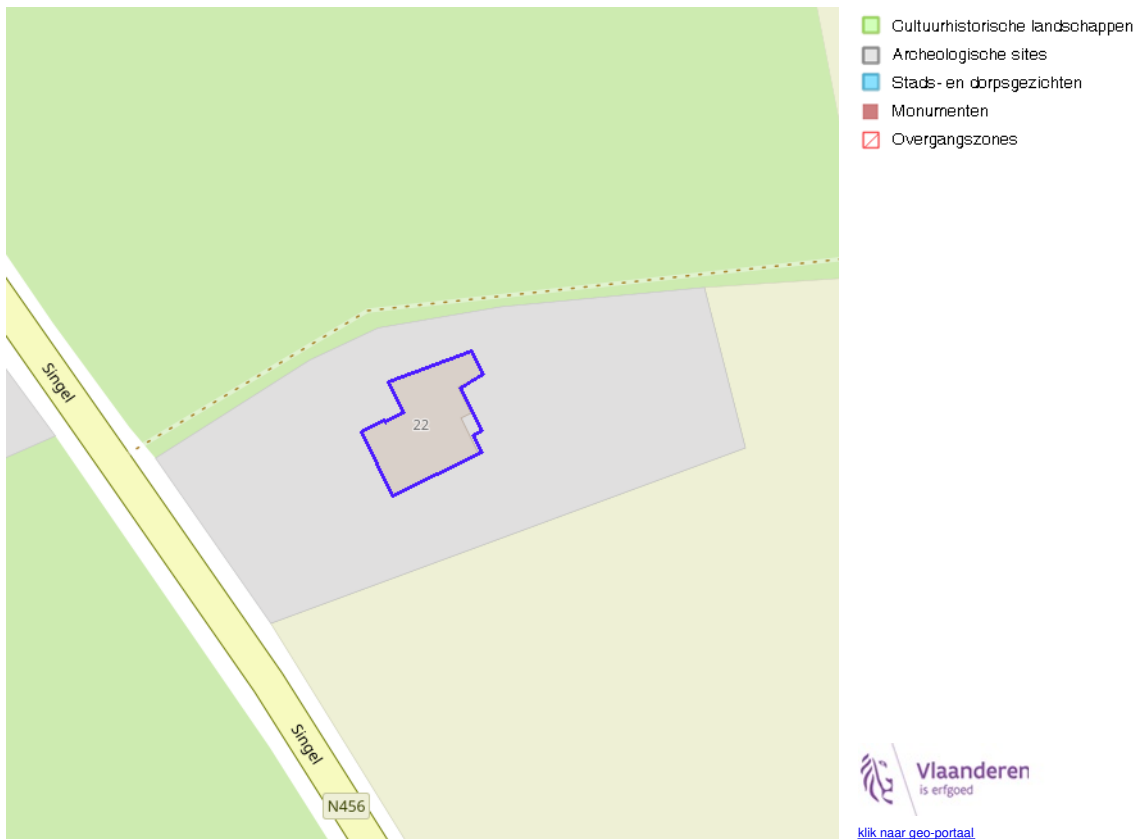 Cultuurhistorische landschappen
Archeologische sites
Stads- en dorpsgezichten
Monumenten
Overgangszones
Singel
22
Singel
N456
Vlaanderen
is erfgoed
klik naar geo-portaal